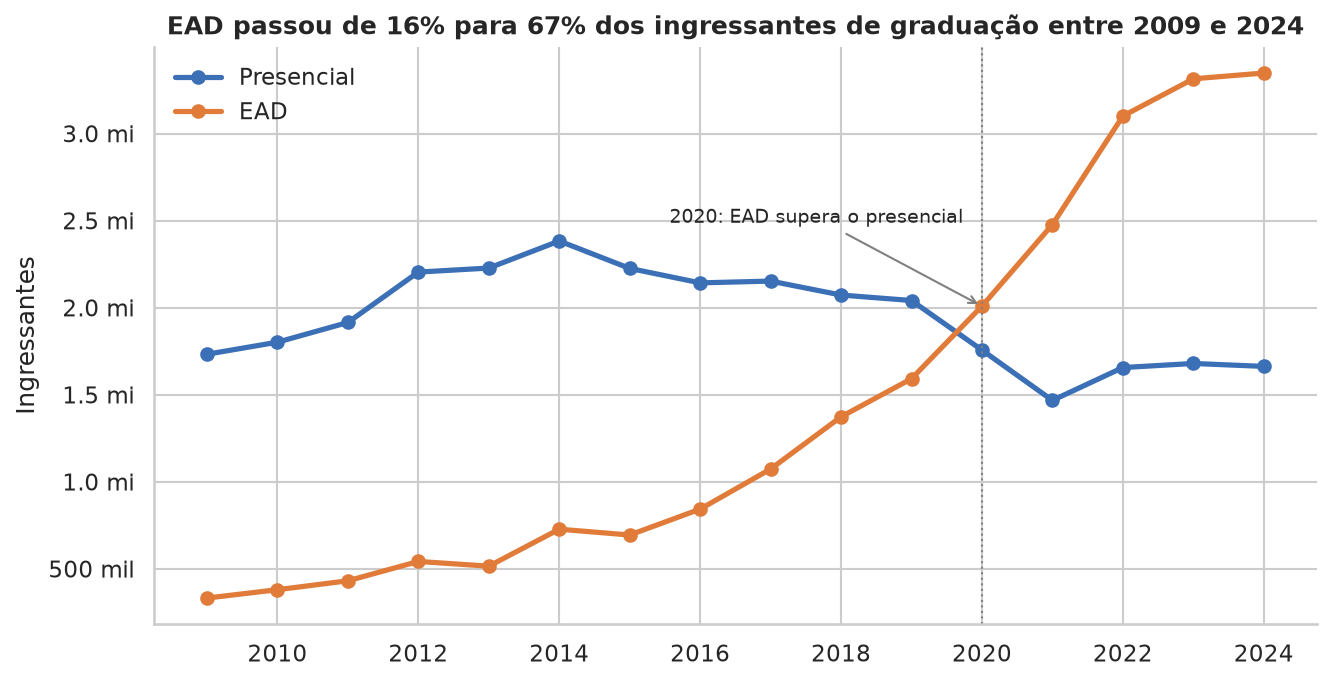 EAD passou de 16% para 67% dos ingressantes de graduação entre 2009 e 2024
Presencial
EAD
3.0 mi
2.5 mi
2.0 mi
1.5 mi
1.0 mi
500 mil
Ingressantes
2020: EAD supera o presencial
2010
2012
2014
2016
2018
2020
2022
2024